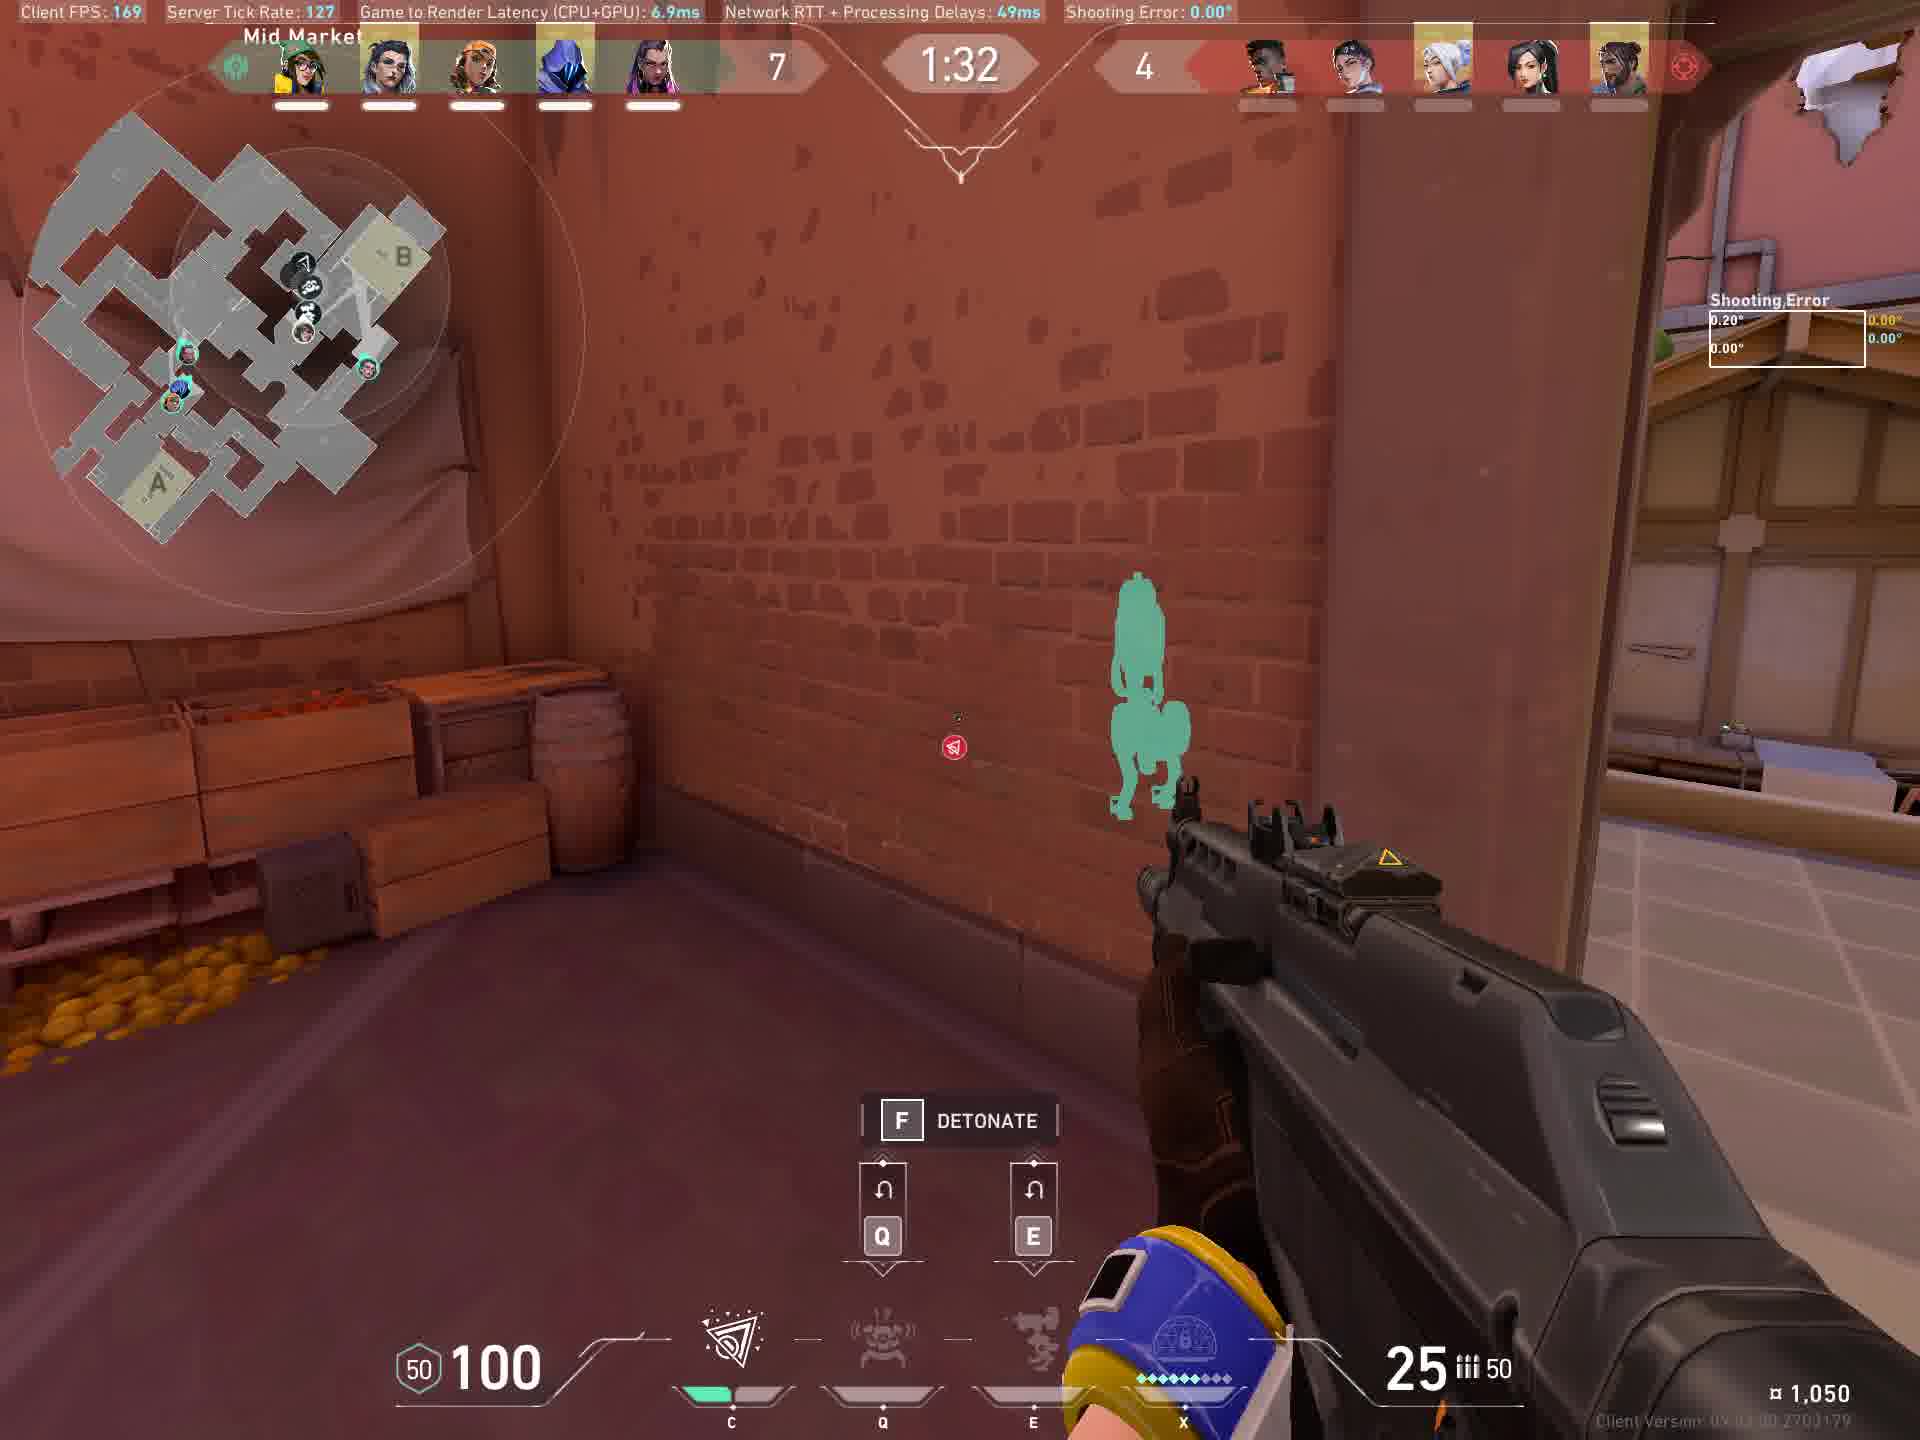 Client FPS: 169 Server Tick Rate: 127 Game to Render Latency (CPU+GPU): 6.9ms Network RTT + Processing Delays: 49ms Shooting Error: 0.00°
Mid Market
7 1:32 4
B
A
Shooting Error
0.20° 0.00°
0.00°
0.00°
F DETONATE
Q E
50 100
25 50
¤ 1,050
C Q E X